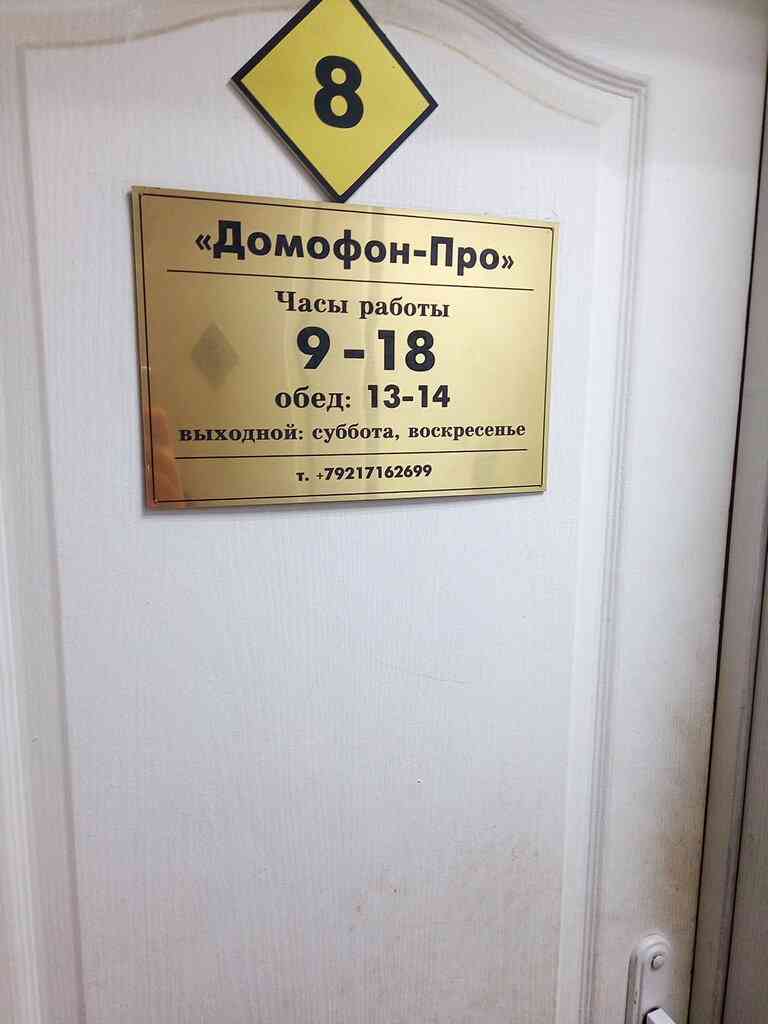 8
«Домофон-Про»
Часы работы
9 - 18
обед: 13-14
выходной: суббота, воскресенье
т. +79217162699